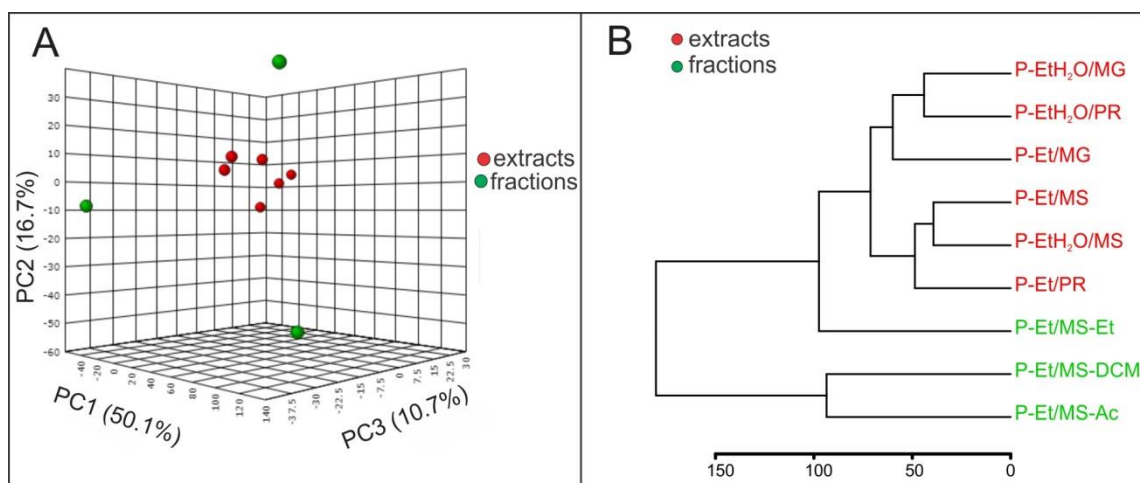 A
extracts
fractions
30
20
10
0
-10
-20
-30
-40
-50
-60
PC2 (16.7%)
-40
-20
0
20
40
60
80
100
120
140
PC1 (50.1%)
-37.5
-30
-22.5
-15
-7.5
0
7.5
15
22.5
30
PC3 (10.7%)
B
extracts
fractions
P-EtH₂O/MG
P-EtH₂O/PR
P-Et/MG
P-Et/MS
P-EtH₂O/MS
P-Et/PR
P-Et/MS-Et
P-Et/MS-DCM
P-Et/MS-Ac
150 100 50 0